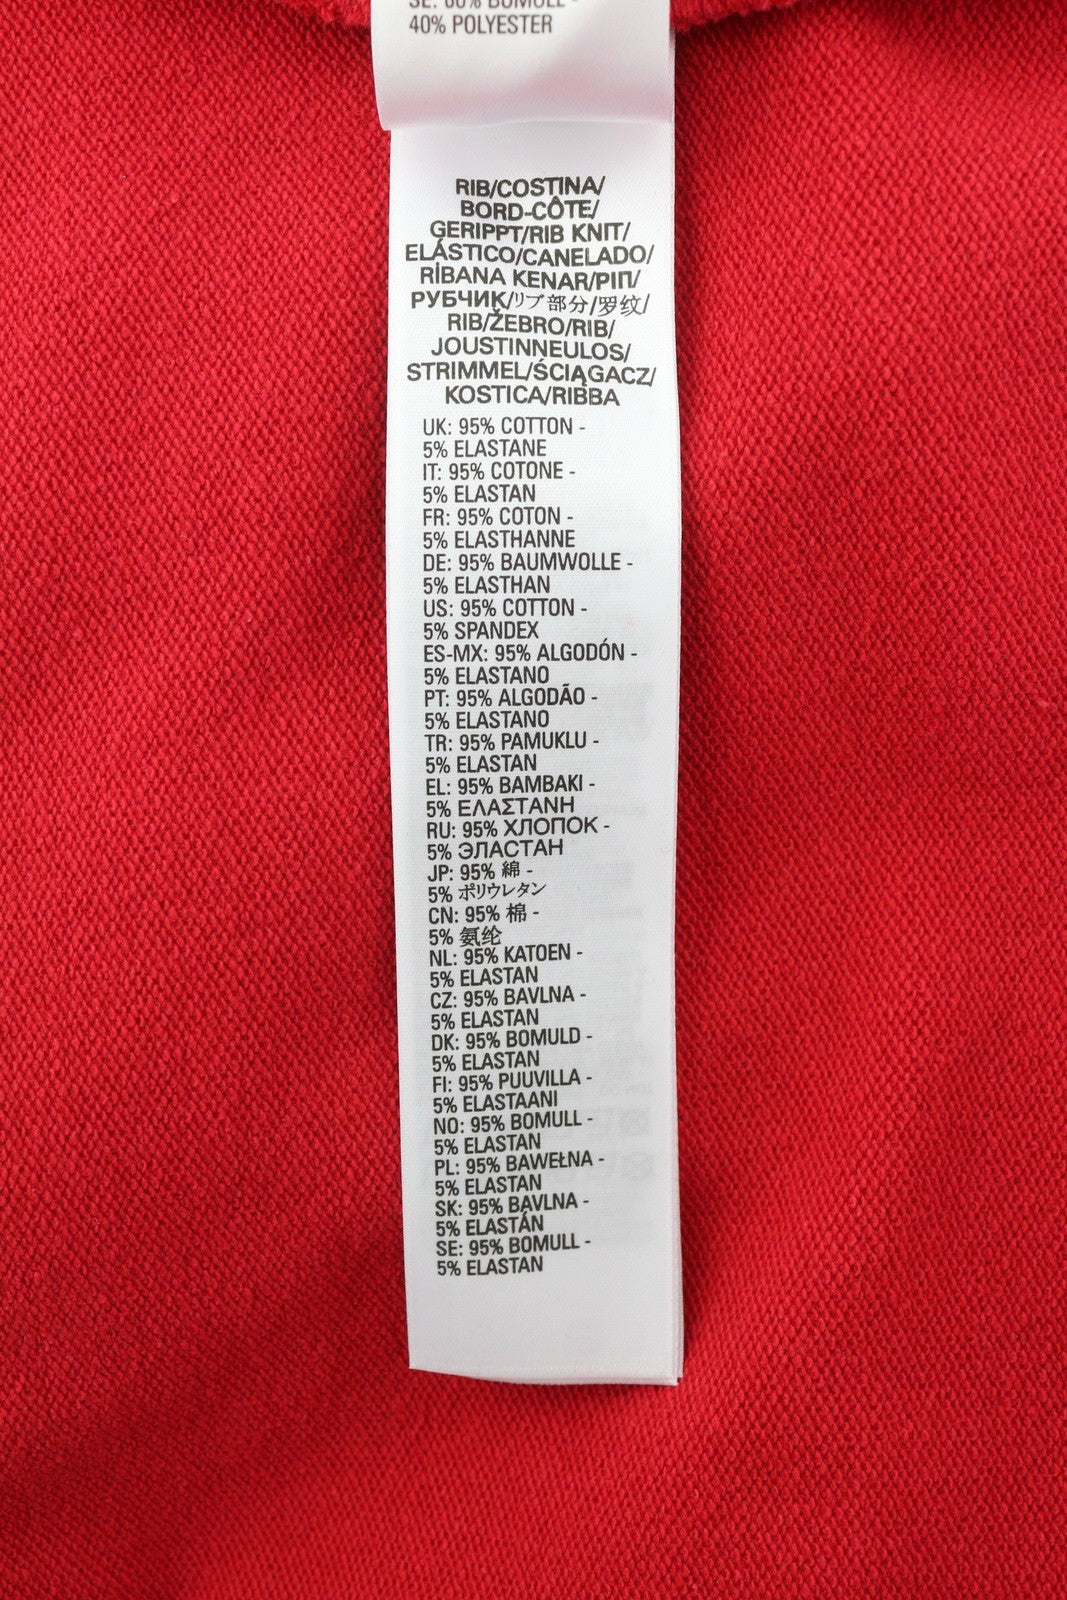 SE: 60% BOMULL -
40% POLYESTER
RIB/COSTINA/
BORD-CÔTE/
GERIPPT/RIB KNIT/
ELÁSTICO/CANELADO/
RİBANA KENAR/ΡΙΠ/
РУБЧИК/リブ部分/罗纹/
RIB/ŽEBRO/RIB/
JOUSTINNEULOS/
STRIMMEL/ŚCIĄGACZ/
KOSTICA/RIBBA
UK: 95% COTTON -
5% ELASTANE
IT: 95% COTONE -
5% ELASTAN
FR: 95% COTON -
5% ELASTHANNE
DE: 95% BAUMWOLLE -
5% ELASTHAN
US: 95% COTTON -
5% SPANDEX
ES-MX: 95% ALGODÓN -
5% ELASTANO
PT: 95% ALGODÃO -
5% ELASTANO
TR: 95% PAMUKLU -
5% ELASTAN
EL: 95% ΒΑΜΒΑΚΙ -
5% ΕΛΑΣΤΑΝΗ
RU: 95% ХЛОПОК -
5% ЭЛАСТАН
JP: 95% 綿 -
5% ポリウレタン
CN: 95% 棉 -
5% 氨纶
NL: 95% KATOEN -
5% ELASTAN
CZ: 95% BAVLNA -
5% ELASTAN
DK: 95% BOMULD -
5% ELASTAN
FI: 95% PUUVILLA -
5% ELASTAANI
NO: 95% BOMULL -
5% ELASTAN
PL: 95% BAWEŁNA -
5% ELASTAN
SK: 95% BAVLNA -
5% ELASTÁN
SE: 95% BOMULL -
5% ELASTAN